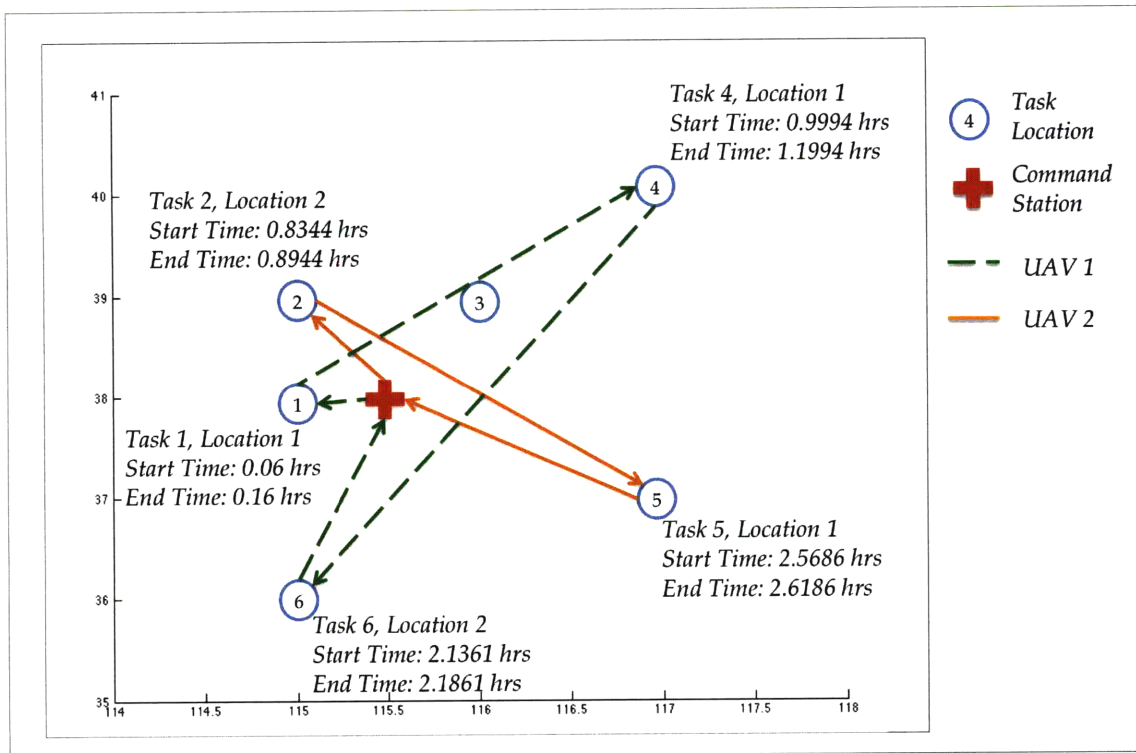 41
40
39
38
37
36
35
114
114.5
115
115.5
116
116.5
117
117.5
118
Task 4, Location 1
Start Time: 0.9994 hrs
End Time: 1.1994 hrs
4
Task 2, Location 2
Start Time: 0.8344 hrs
End Time: 0.8944 hrs
2
3
1
Task 1, Location 1
Start Time: 0.06 hrs
End Time: 0.16 hrs
5
Task 5, Location 1
Start Time: 2.5686 hrs
End Time: 2.6186 hrs
6
Task 6, Location 2
Start Time: 2.1361 hrs
End Time: 2.1861 hrs
4
Task
Location
Command
Station
UAV 1
UAV 2